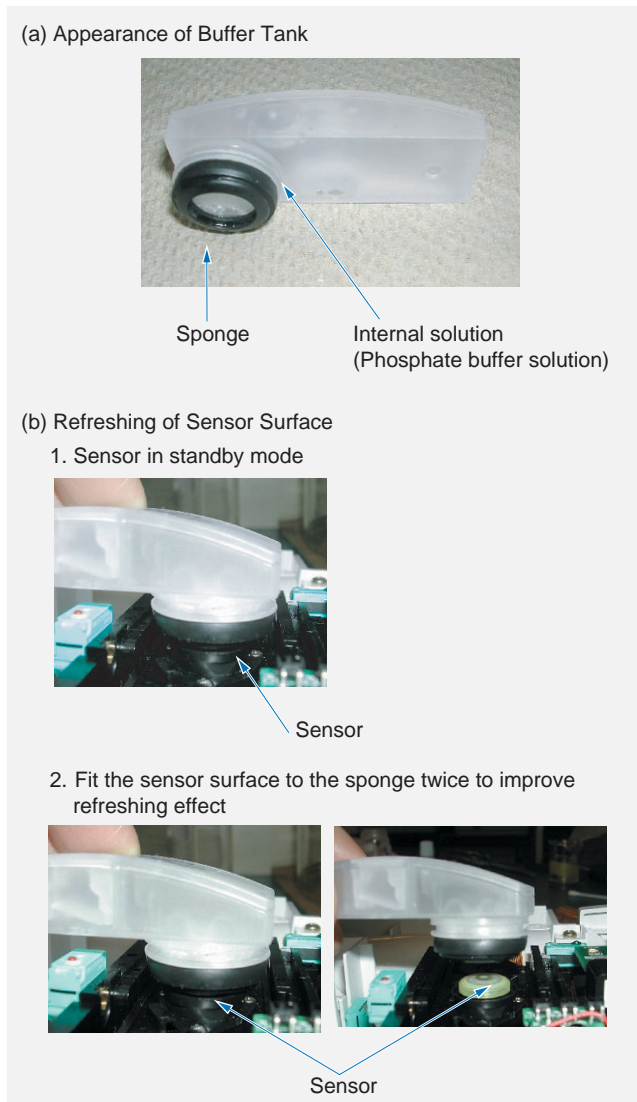 (a) Appearance of Buffer Tank
Sponge
Internal solution
(Phosphate buffer solution)
(b) Refreshing of Sensor Surface
1. Sensor in standby mode
Sensor
2. Fit the sensor surface to the sponge twice to improve
refreshing effect
Sensor